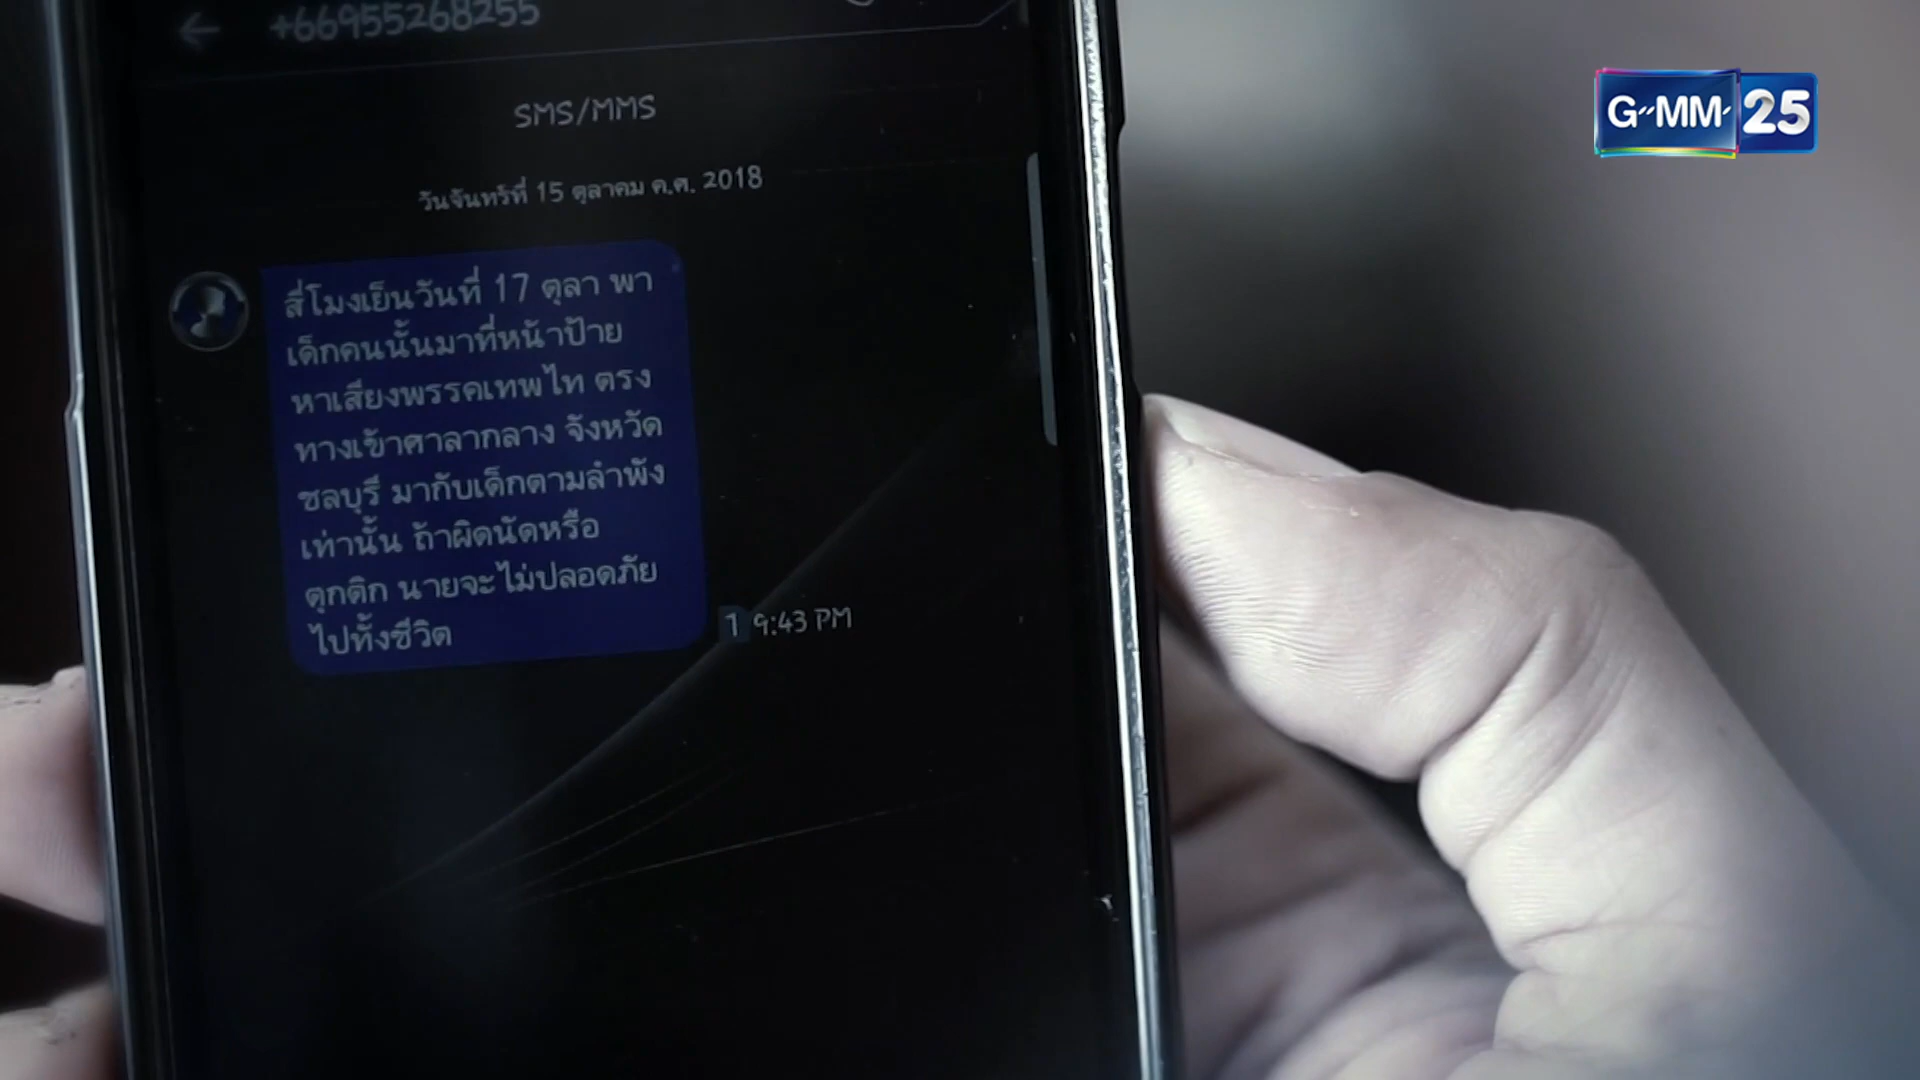 +66955268255
SMS/MMS
วันจันทร์ที่ 15 ตุลาคม ค.ศ. 2018
สี่โมงเย็นวันที่ 17 ตุลา พา
เด็กคนนั้นมาที่หน้าป้าย
หาเสียงพรรคเทพไท ตรง
ทางเข้าศาลากลาง จังหวัด
ชลบุรี มากับเด็กตามลำพัง
เท่านั้น ถ้าผิดนัดหรือ
ตุกติก นายจะไม่ปลอดภัย
ไปทั้งชีวิต
1 9:43 PM
GMM 25